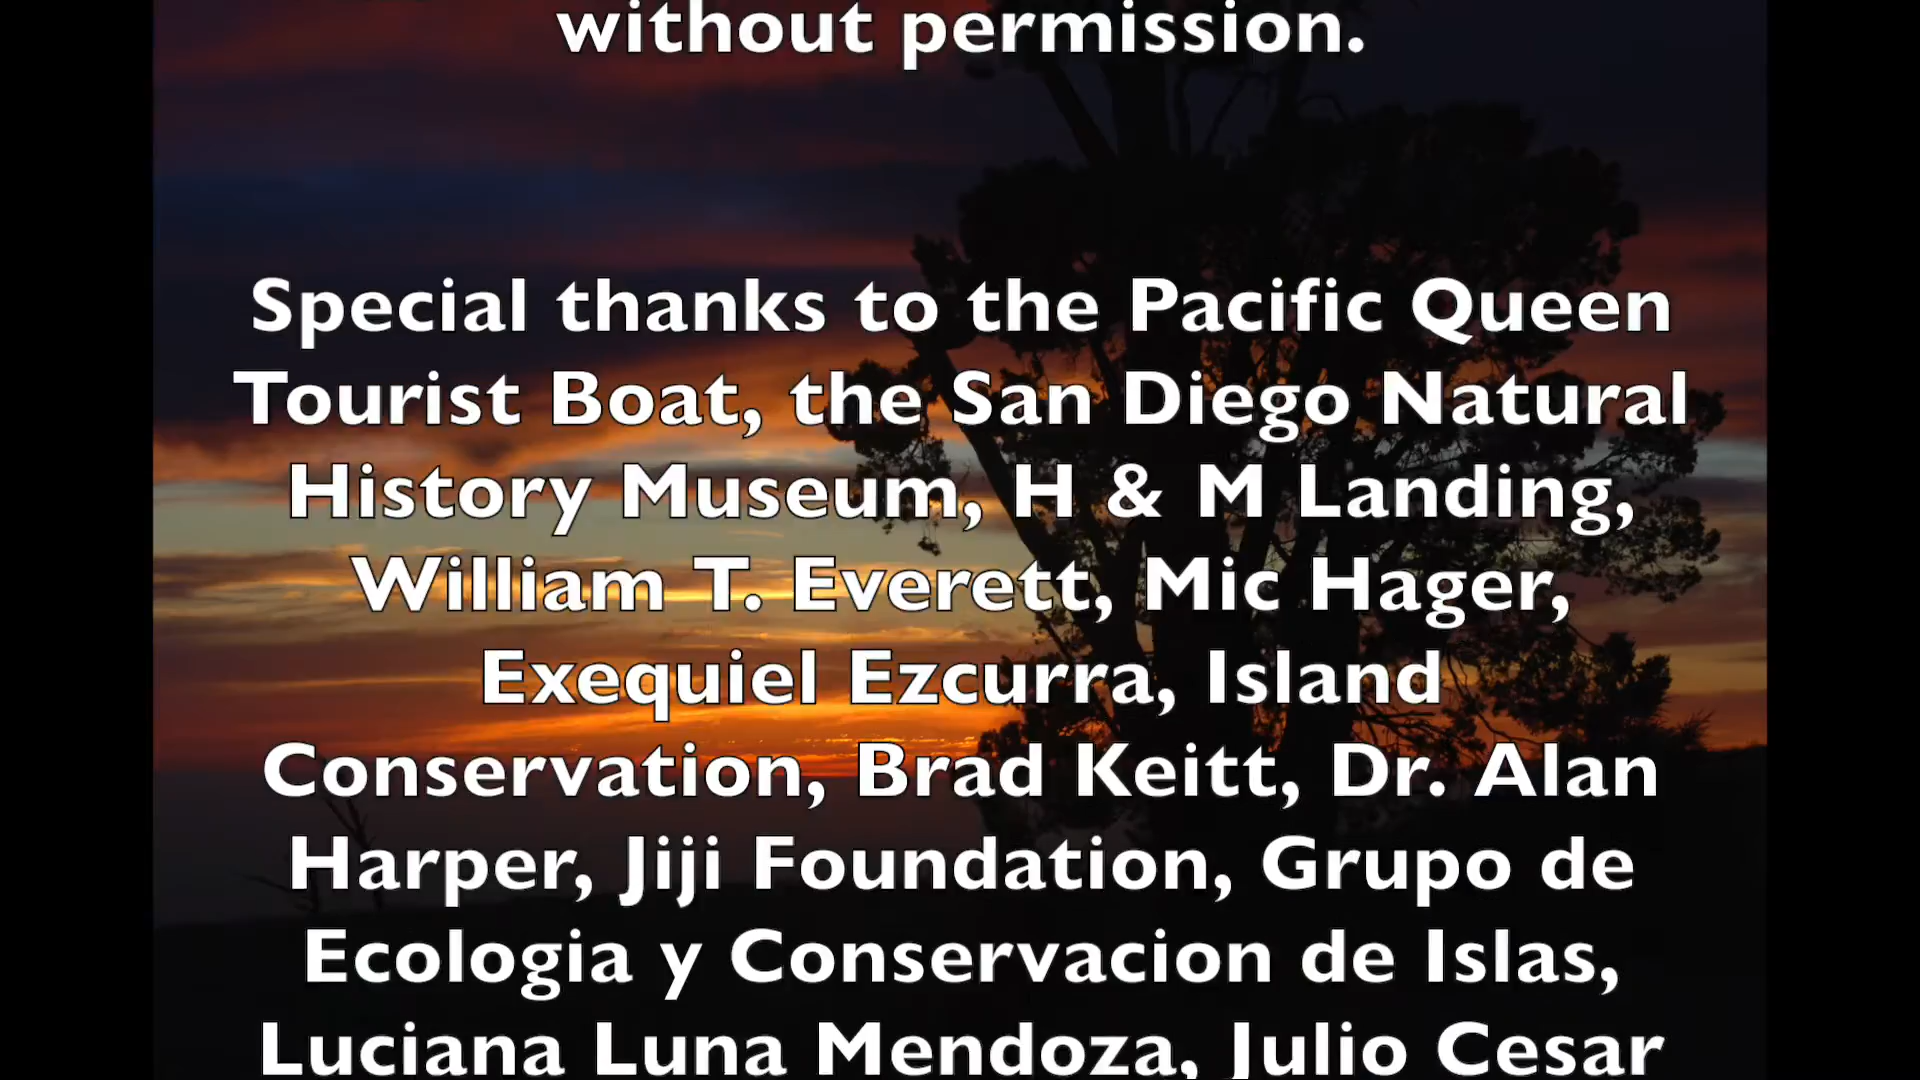 without permission.
Special thanks to the Pacific Queen
Tourist Boat, the San Diego Natural
History Museum, H & M Landing,
William T. Everett, Mic Hager,
Exequiel Ezcurra, Island
Conservation, Brad Keitt, Dr. Alan
Harper, Jiji Foundation, Grupo de
Ecologia y Conservacion de Islas,
Luciana Luna Mendoza, Julio Cesar